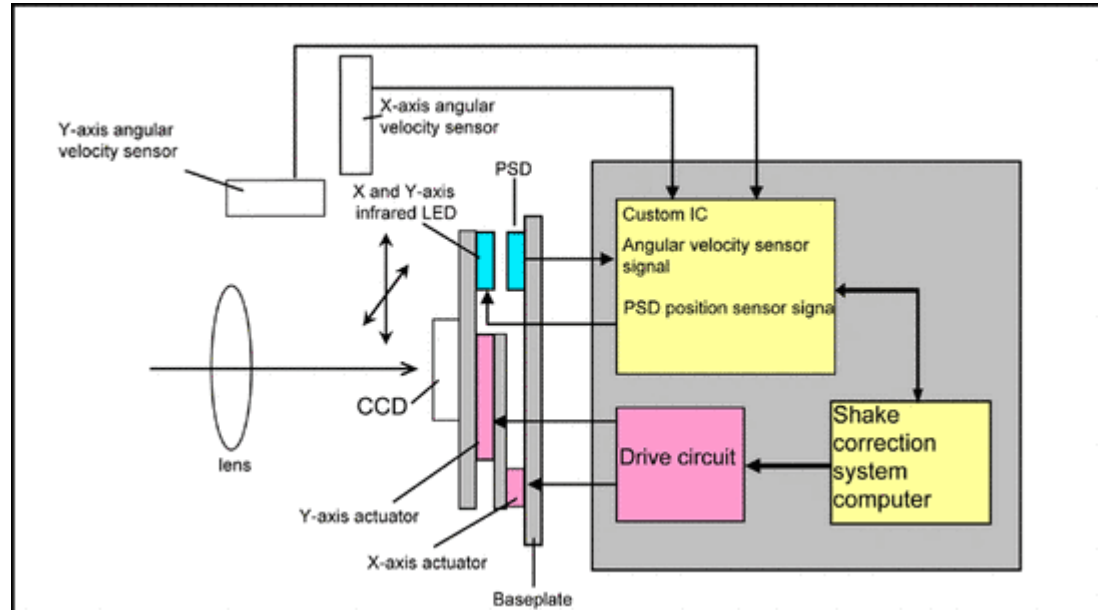 X-axis angular
velocity sensor
Y-axis angular
velocity sensor
PSD
X and Y-axis
infrared LED
Custom IC
Angular velocity sensor
signal
PSD position sensor signa
CCD
lens
Drive circuit
Shake
correction
system
computer
Y-axis actuator
X-axis actuator
Baseplate